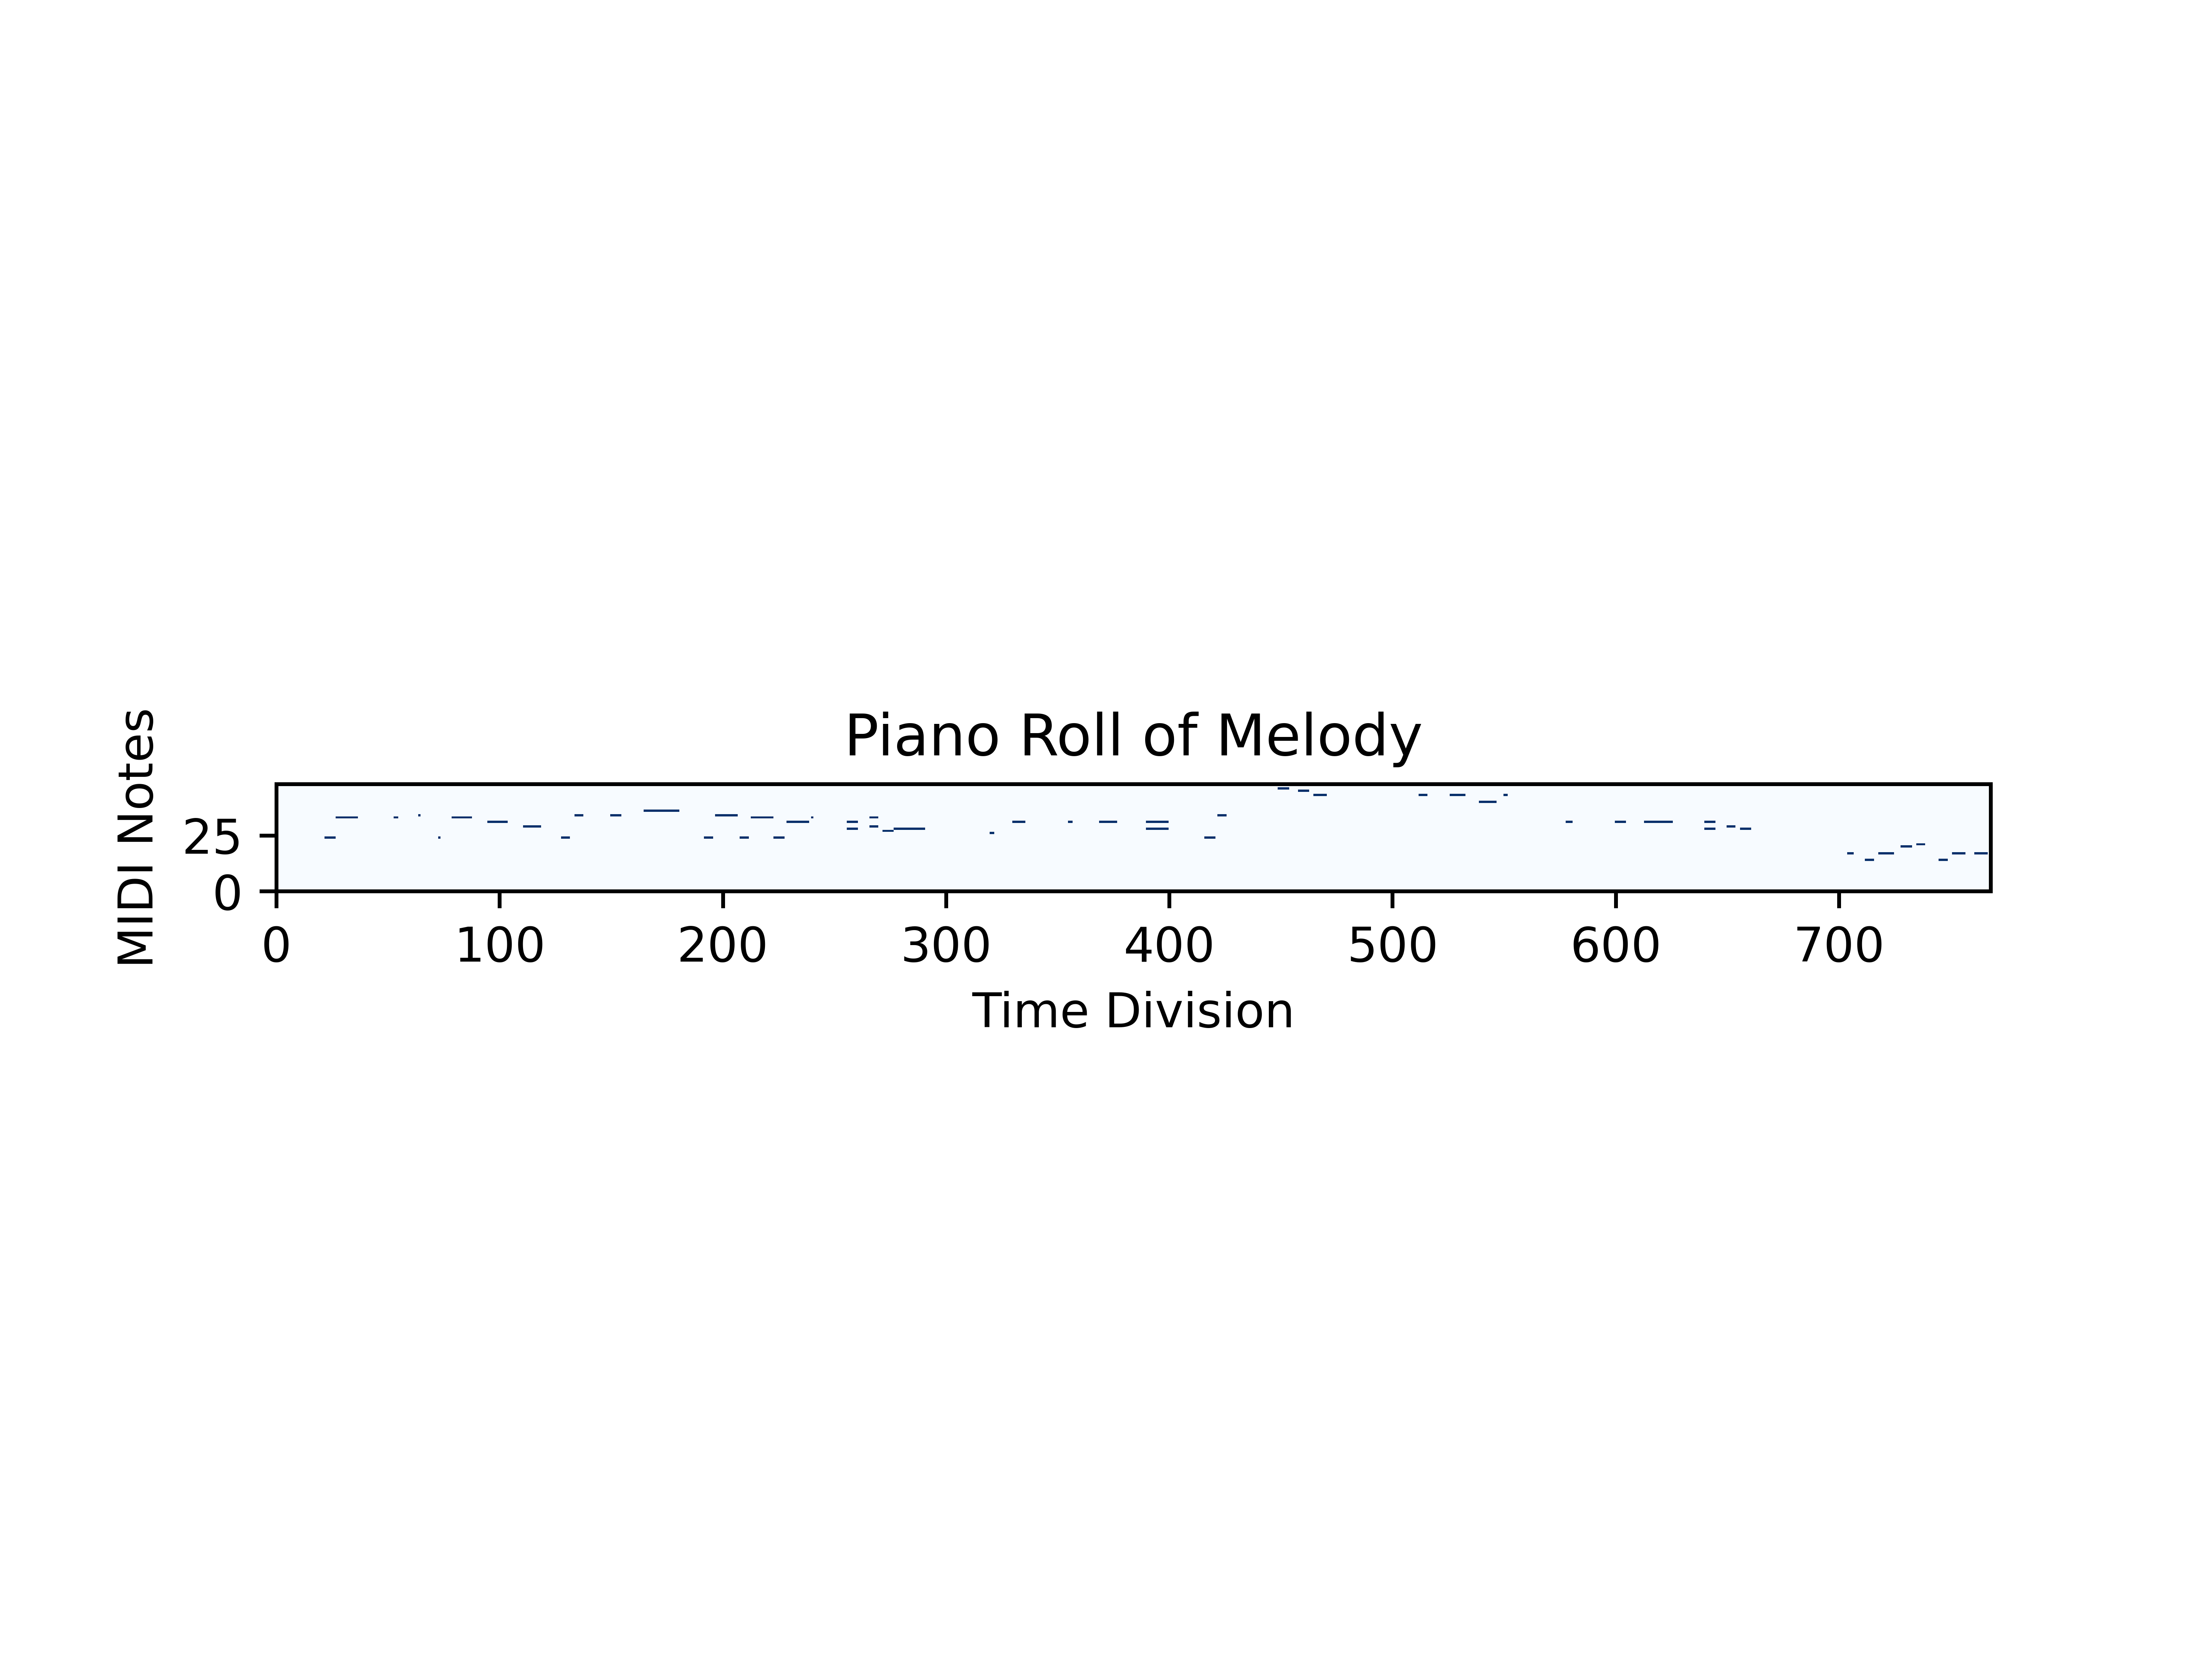 Piano Roll of Melody
MIDI Notes
25
0
0 100 200 300 400 500 600 700
Time Division